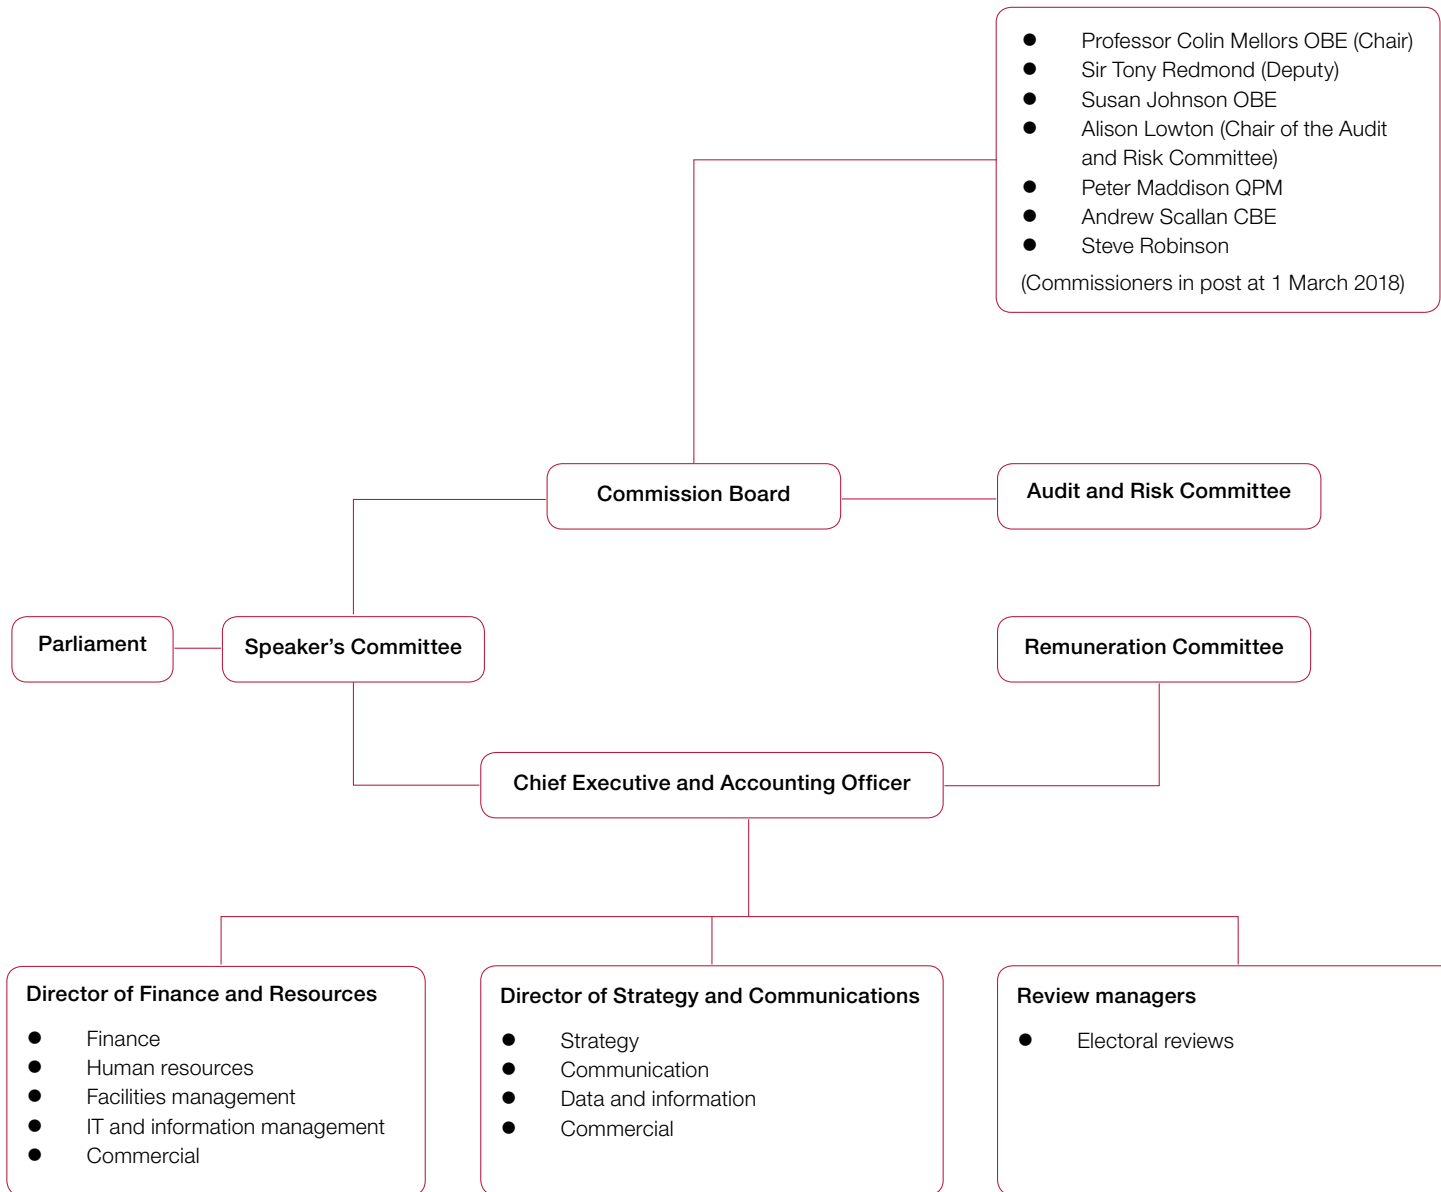 ● Professor Colin Mellors OBE (Chair)
● Sir Tony Redmond (Deputy)
● Susan Johnson OBE
● Alison Lowton (Chair of the Audit
and Risk Committee)
● Peter Maddison QPM
● Andrew Scallan CBE
● Steve Robinson
(Commissioners in post at 1 March 2018)
Commission Board
Audit and Risk Committee
Parliament
Speaker’s Committee
Remuneration Committee
Chief Executive and Accounting Officer
Director of Finance and Resources
● Finance
● Human resources
● Facilities management
● IT and information management
● Commercial
Director of Strategy and Communications
● Strategy
● Communication
● Data and information
● Commercial
Review managers
● Electoral reviews